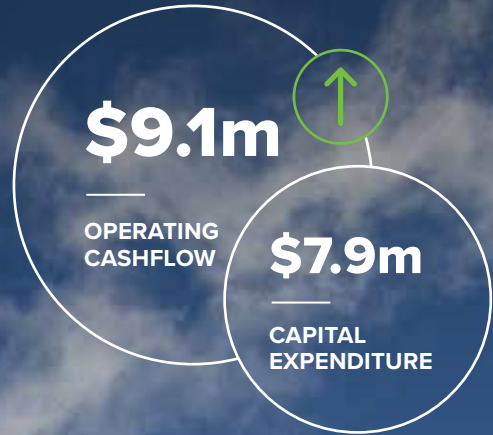 $9.1m
OPERATING
CASHFLOW
$7.9m
CAPITAL
EXPENDITURE